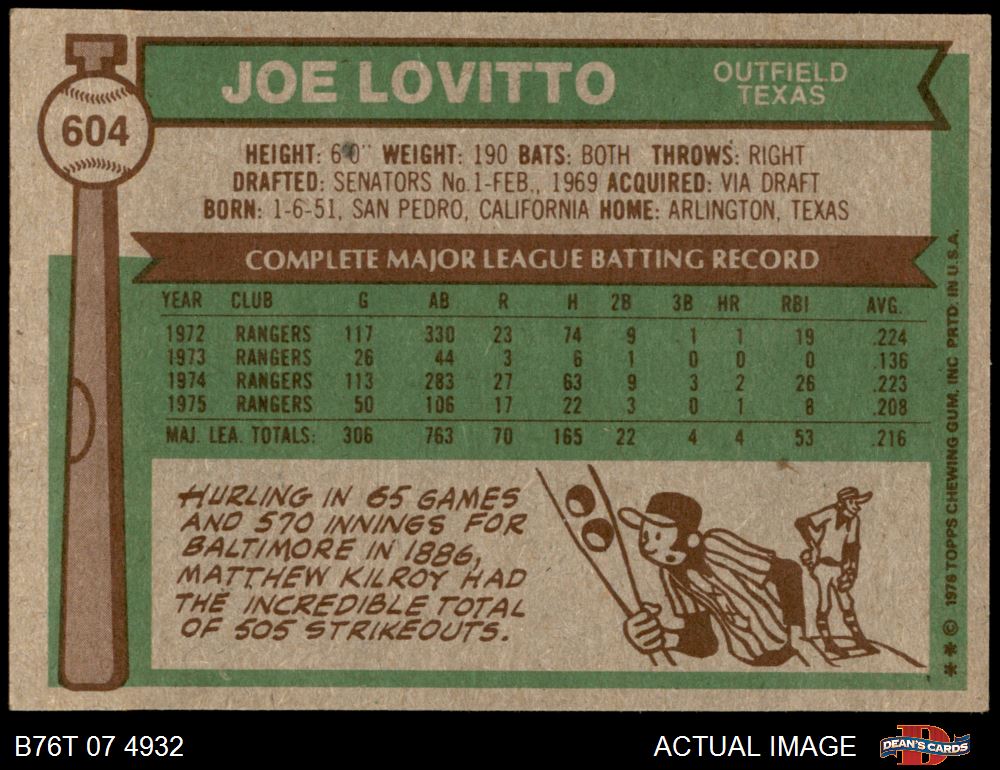 604
JOE LOVITTO
OUTFIELD
TEXAS
HEIGHT: 6'0" WEIGHT: 190 BATS: BOTH THROWS: RIGHT
DRAFTED: SENATORS No.1-FEB., 1969 ACQUIRED: VIA DRAFT
BORN: 1-6-51, SAN PEDRO, CALIFORNIA HOME: ARLINGTON, TEXAS
COMPLETE MAJOR LEAGUE BATTING RECORD
YEAR CLUB G AB R H 2B 3B HR RBI AVG.
1972 RANGERS 117 330 23 74 9 1 1 19 .224
1973 RANGERS 26 44 3 6 1 0 0 0 .136
1974 RANGERS 113 283 27 63 9 3 2 26 .223
1975 RANGERS 50 106 17 22 3 0 1 8 .208
MAJ. LEA. TOTALS: 306 763 70 165 22 4 4 53 .216
HURLING IN 65 GAMES
AND 570 INNINGS FOR
BALTIMORE IN 1886,
MATTHEW KILROY HAD
THE INCREDIBLE TOTAL
OF 505 STRIKEOUTS.
** © 1976 TOPPS CHEWING GUM, INC. PRTD. IN U.S.A.
B76T 07 4932
ACTUAL IMAGE
D
DEAN'S CARDS